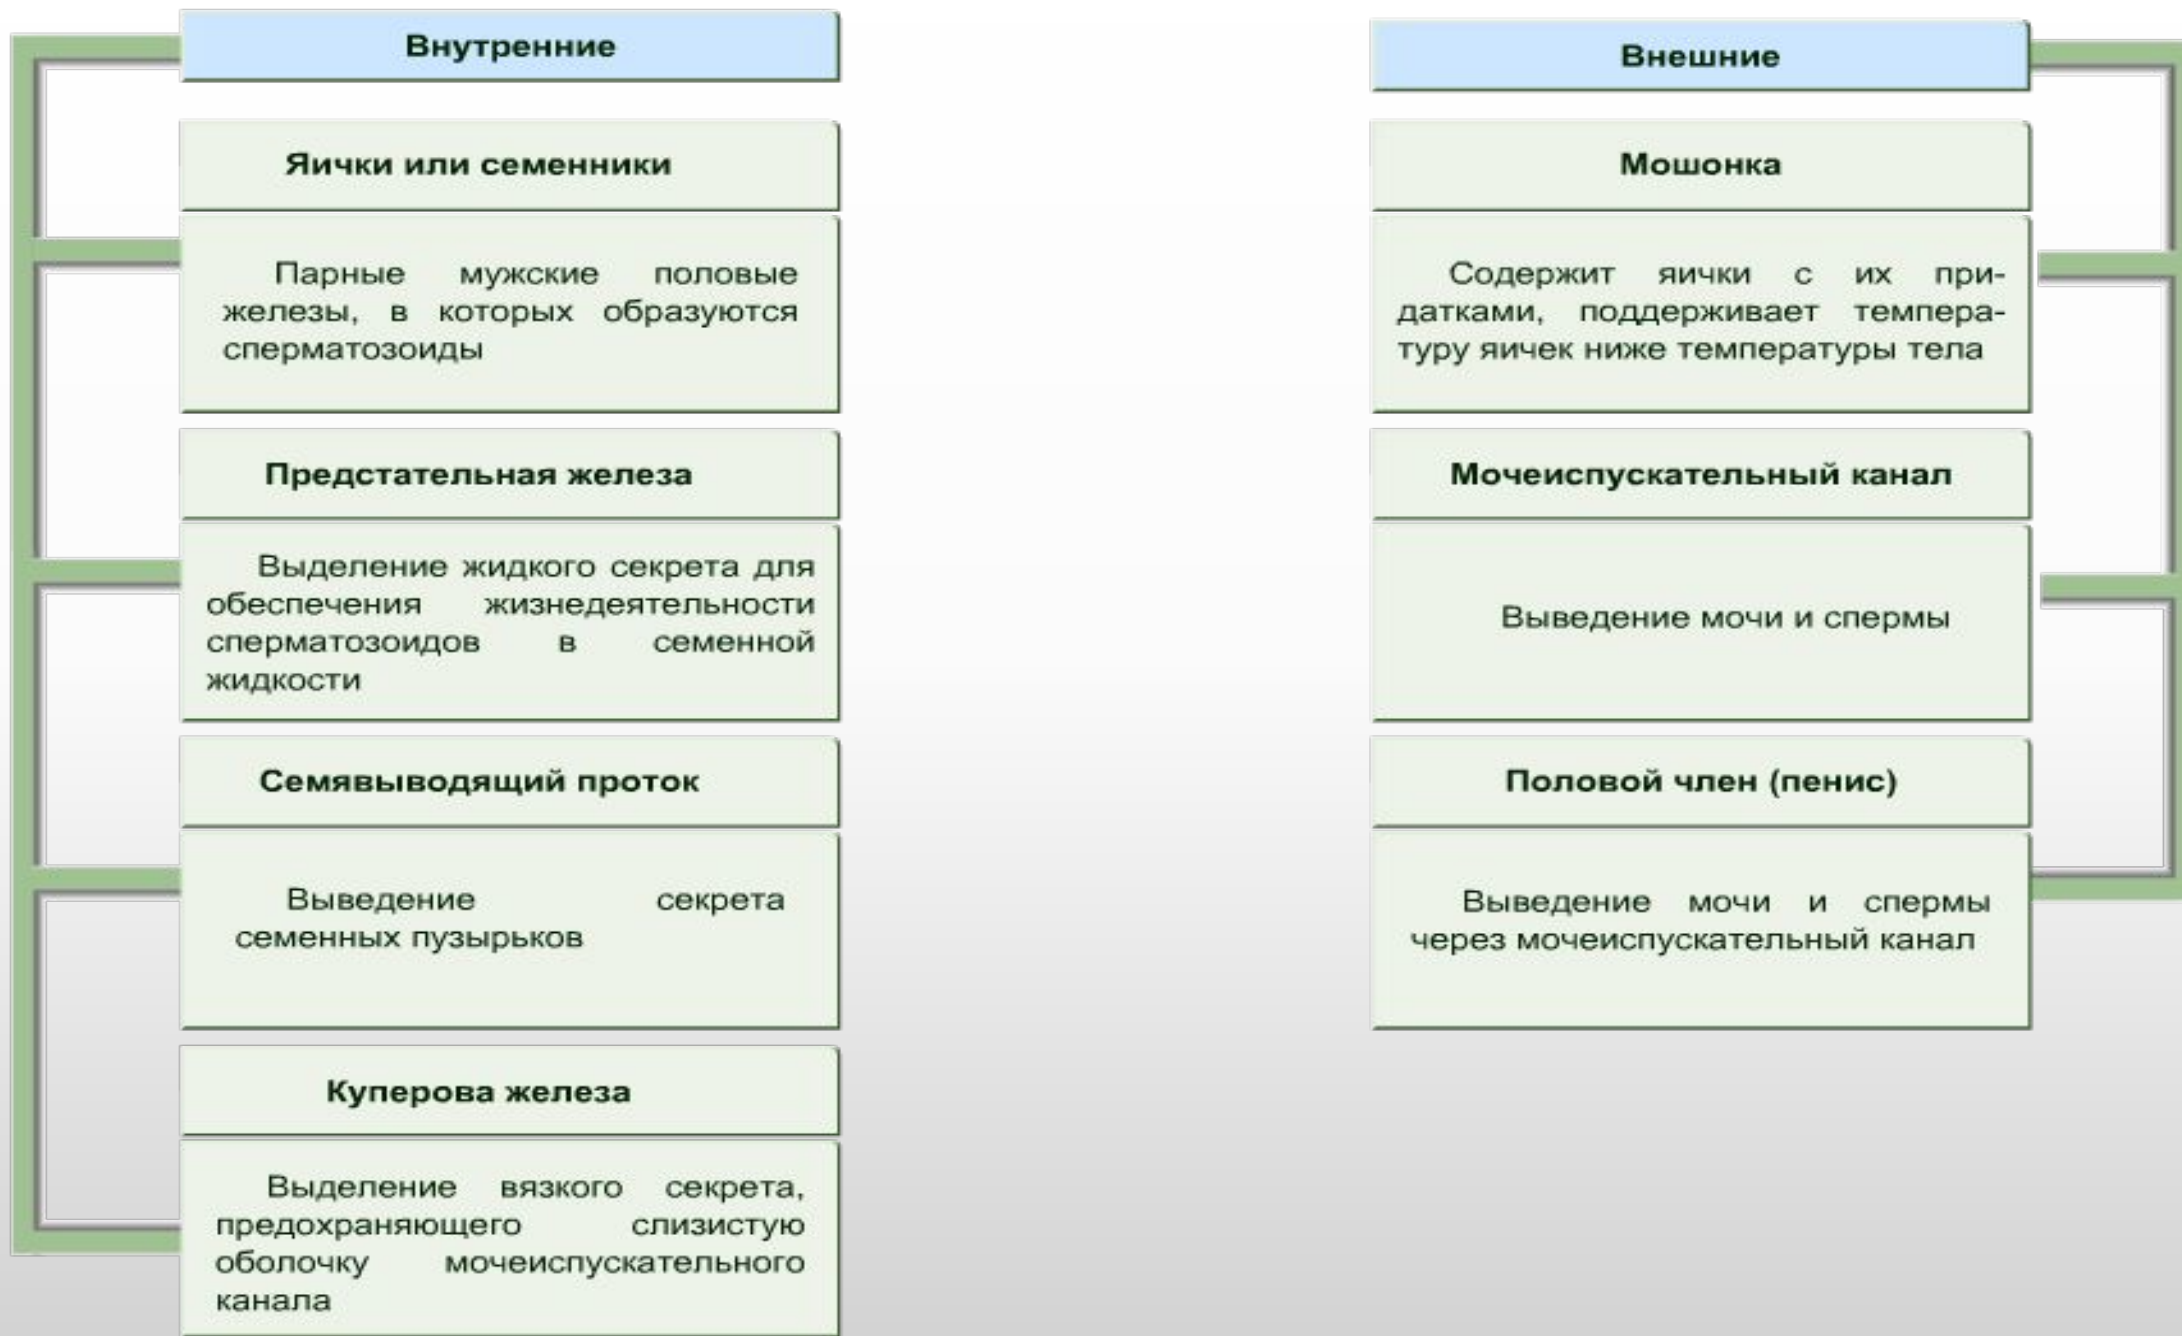 Внутренние
Яички или семенники
Парные мужские половые
железы, в которых образуются
сперматозоиды
Предстательная железа
Выделение жидкого секрета для
обеспечения жизнедеятельности
сперматозоидов в семенной
жидкости
Семявыводящий проток
Выведение секрета
семенных пузырьков
Куперова железа
Выделение вязкого секрета,
предохраняющего слизистую
оболочку мочеиспускательного
канала
Внешние
Мошонка
Содержит яички с их при-
датками, поддерживает темпера-
туру яичек ниже температуры тела
Мочеиспускательный канал
Выведение мочи и спермы
Половой член (пенис)
Выведение мочи и спермы
через мочеиспускательный канал